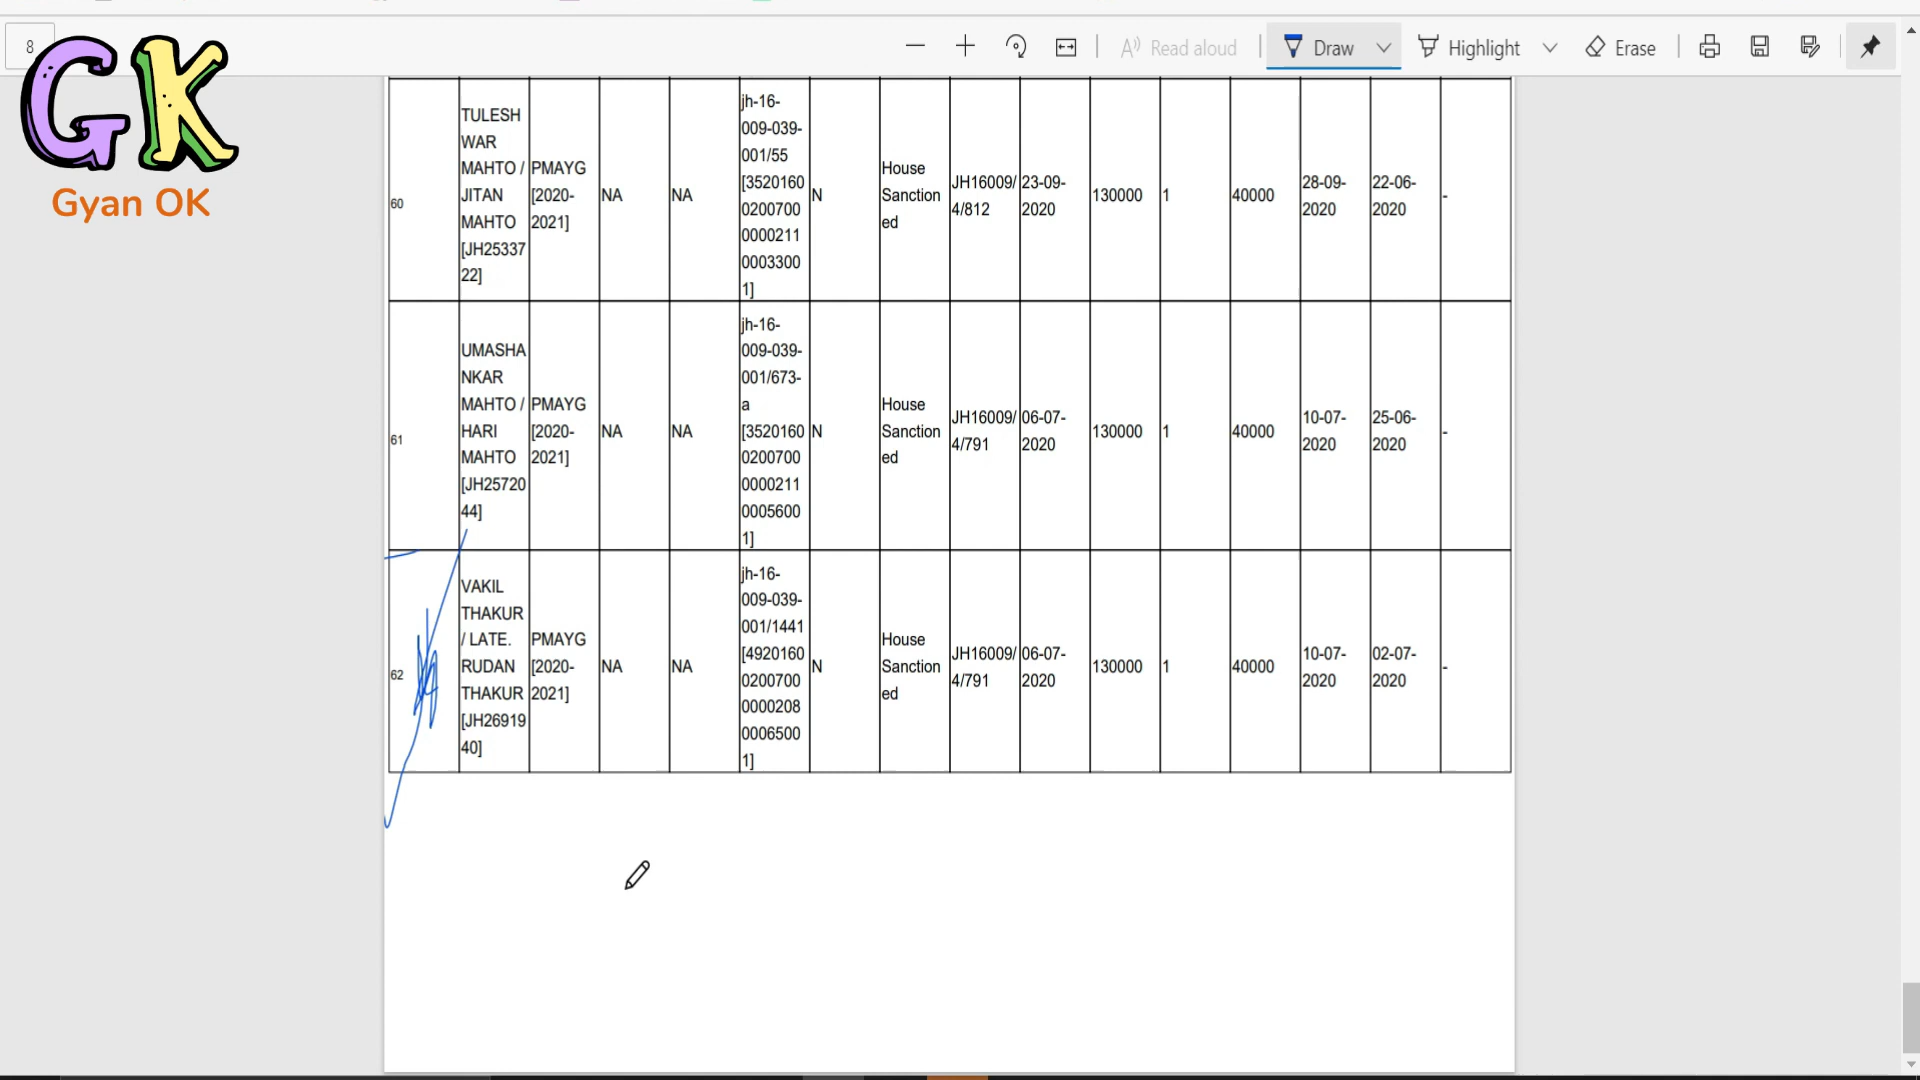 8
Read aloud
Draw
Highlight
Erase
GK
Gyan OK
60
TULESH
WAR
MAHTO /
JITAN
MAHTO
[JH25337
22]
PMAYG
[2020-
2021]
NA
NA
jh-16-
009-039-
001/55
[3520160
0200700
0000211
0003300
1]
N
House
Sanction
ed
JH16009/
4/812
23-09-
2020
130000
1
40000
28-09-
2020
22-06-
2020
-
61
UMASHA
NKAR
MAHTO /
HARI
MAHTO
[JH25720
44]
PMAYG
[2020-
2021]
NA
NA
jh-16-
009-039-
001/673-
a
[3520160
0200700
0000211
0005600
1]
N
House
Sanction
ed
JH16009/
4/791
06-07-
2020
130000
1
40000
10-07-
2020
25-06-
2020
-
62
VAKIL
THAKUR
/ LATE.
RUDAN
THAKUR
[JH26919
40]
PMAYG
[2020-
2021]
NA
NA
jh-16-
009-039-
001/1441
[4920160
0200700
0000208
0006500
1]
N
House
Sanction
ed
JH16009/
4/791
06-07-
2020
130000
1
40000
10-07-
2020
02-07-
2020
-